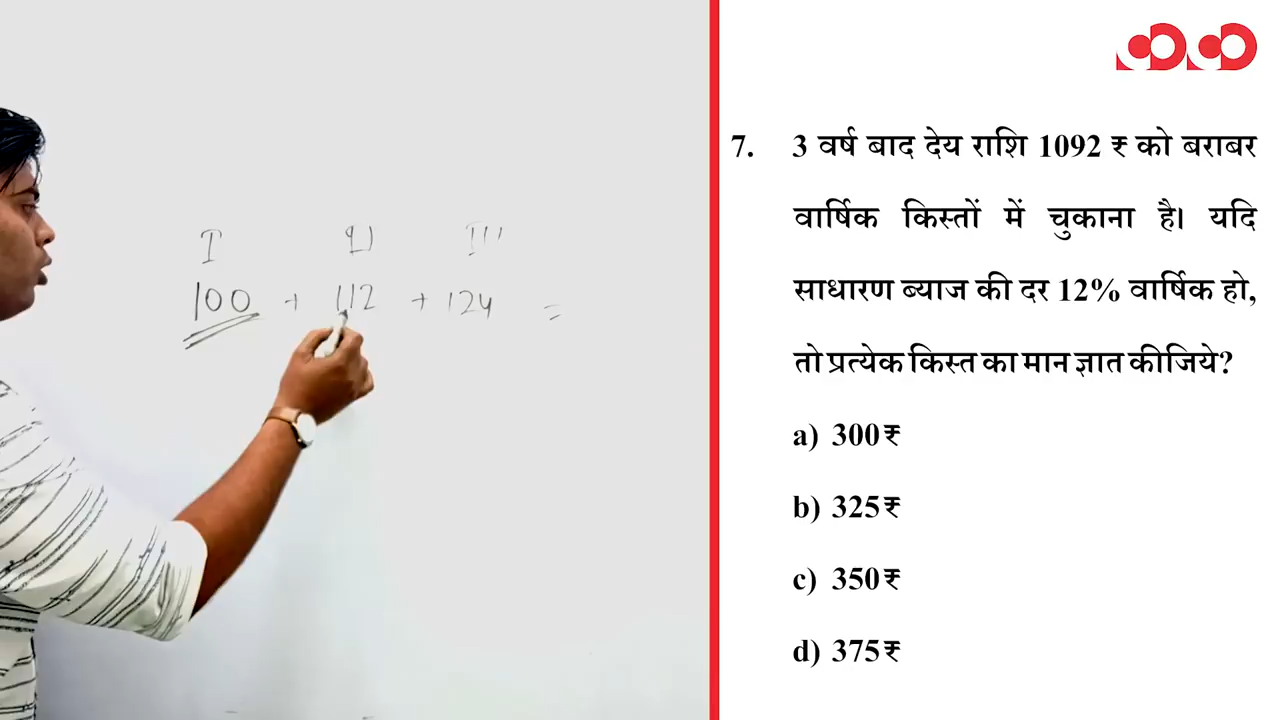 I II III
100 + 112 + 124 =
7. 3 वर्ष बाद देय राशि 1092 ₹ को बराबर
वार्षिक किस्तों में चुकाना है। यदि
साधारण ब्याज की दर 12% वार्षिक हो,
तो प्रत्येक किस्त का मान ज्ञात कीजिये?
a) 300₹
b) 325₹
c) 350₹
d) 375₹